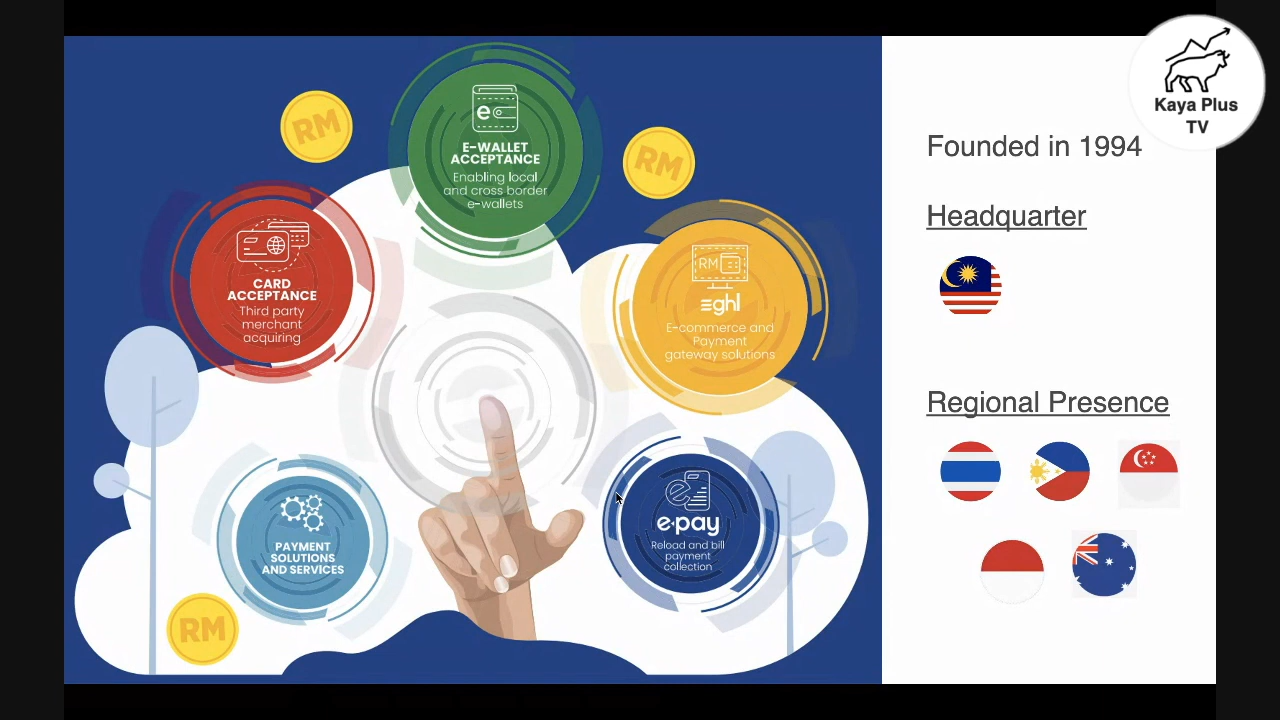 RM
e
E-WALLET
ACCEPTANCE
Enabling local
and cross border
e-wallets
RM
CARD
ACCEPTANCE
Third party
merchant
acquiring
RM
eghl
E-commerce and
Payment
gateway solutions
PAYMENT
SOLUTIONS
AND SERVICES
e
e·pay
Reload and bill
payment
collection
RM
Kaya Plus
TV
Founded in 1994
Headquarter
Regional Presence